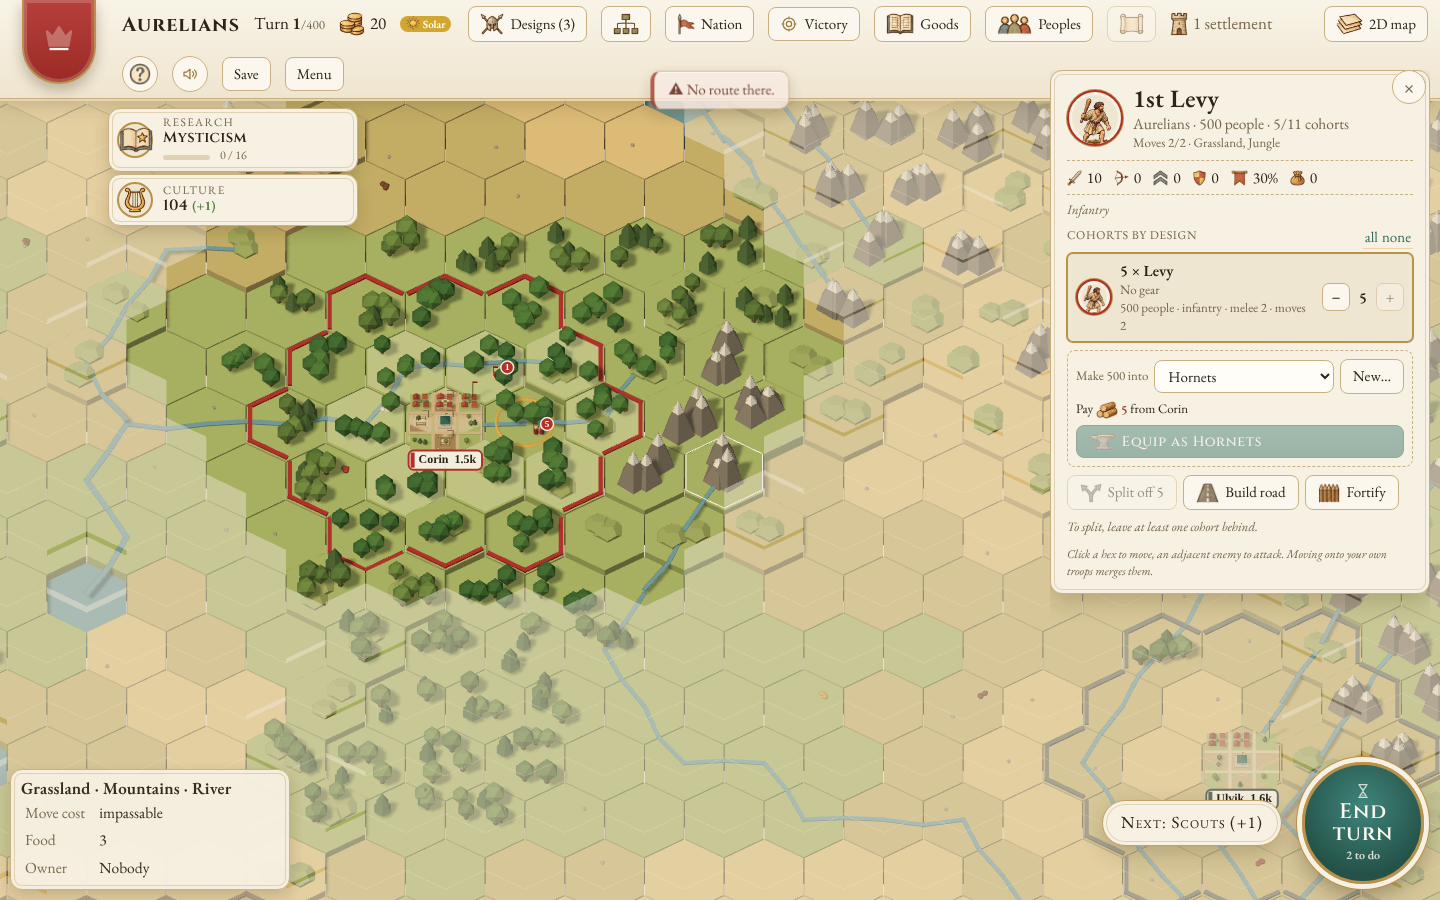 AURELIANS
Turn 1/400
20
Solar
Designs (3)
Nation
Victory
Goods
Peoples
1 settlement
2D map
?
Save
Menu
No route there.
RESEARCH
MYSTICISM
0 / 16
CULTURE
104 (+1)
1
5
Corin 1.5k
×
1st Levy
Aurelians · 500 people · 5/11 cohorts
Moves 2/2 · Grassland, Jungle
10 0 0 0 30% 0
Infantry
COHORTS BY DESIGN
all none
5 × Levy
No gear
500 people · infantry · melee 2 · moves
2
− 5 +
Make 500 into Hornets New...
Pay 5 from Corin
EQUIP AS HORNETS
Split off 5
Build road
Fortify
To split, leave at least one cohort behind.
Click a hex to move, an adjacent enemy to attack. Moving onto your own
troops merges them.
Grassland · Mountains · River
Move cost impassable
Food 3
Owner Nobody
Ulvik 1.6k
NEXT: SCOUTS (+1)
END
TURN
2 to do